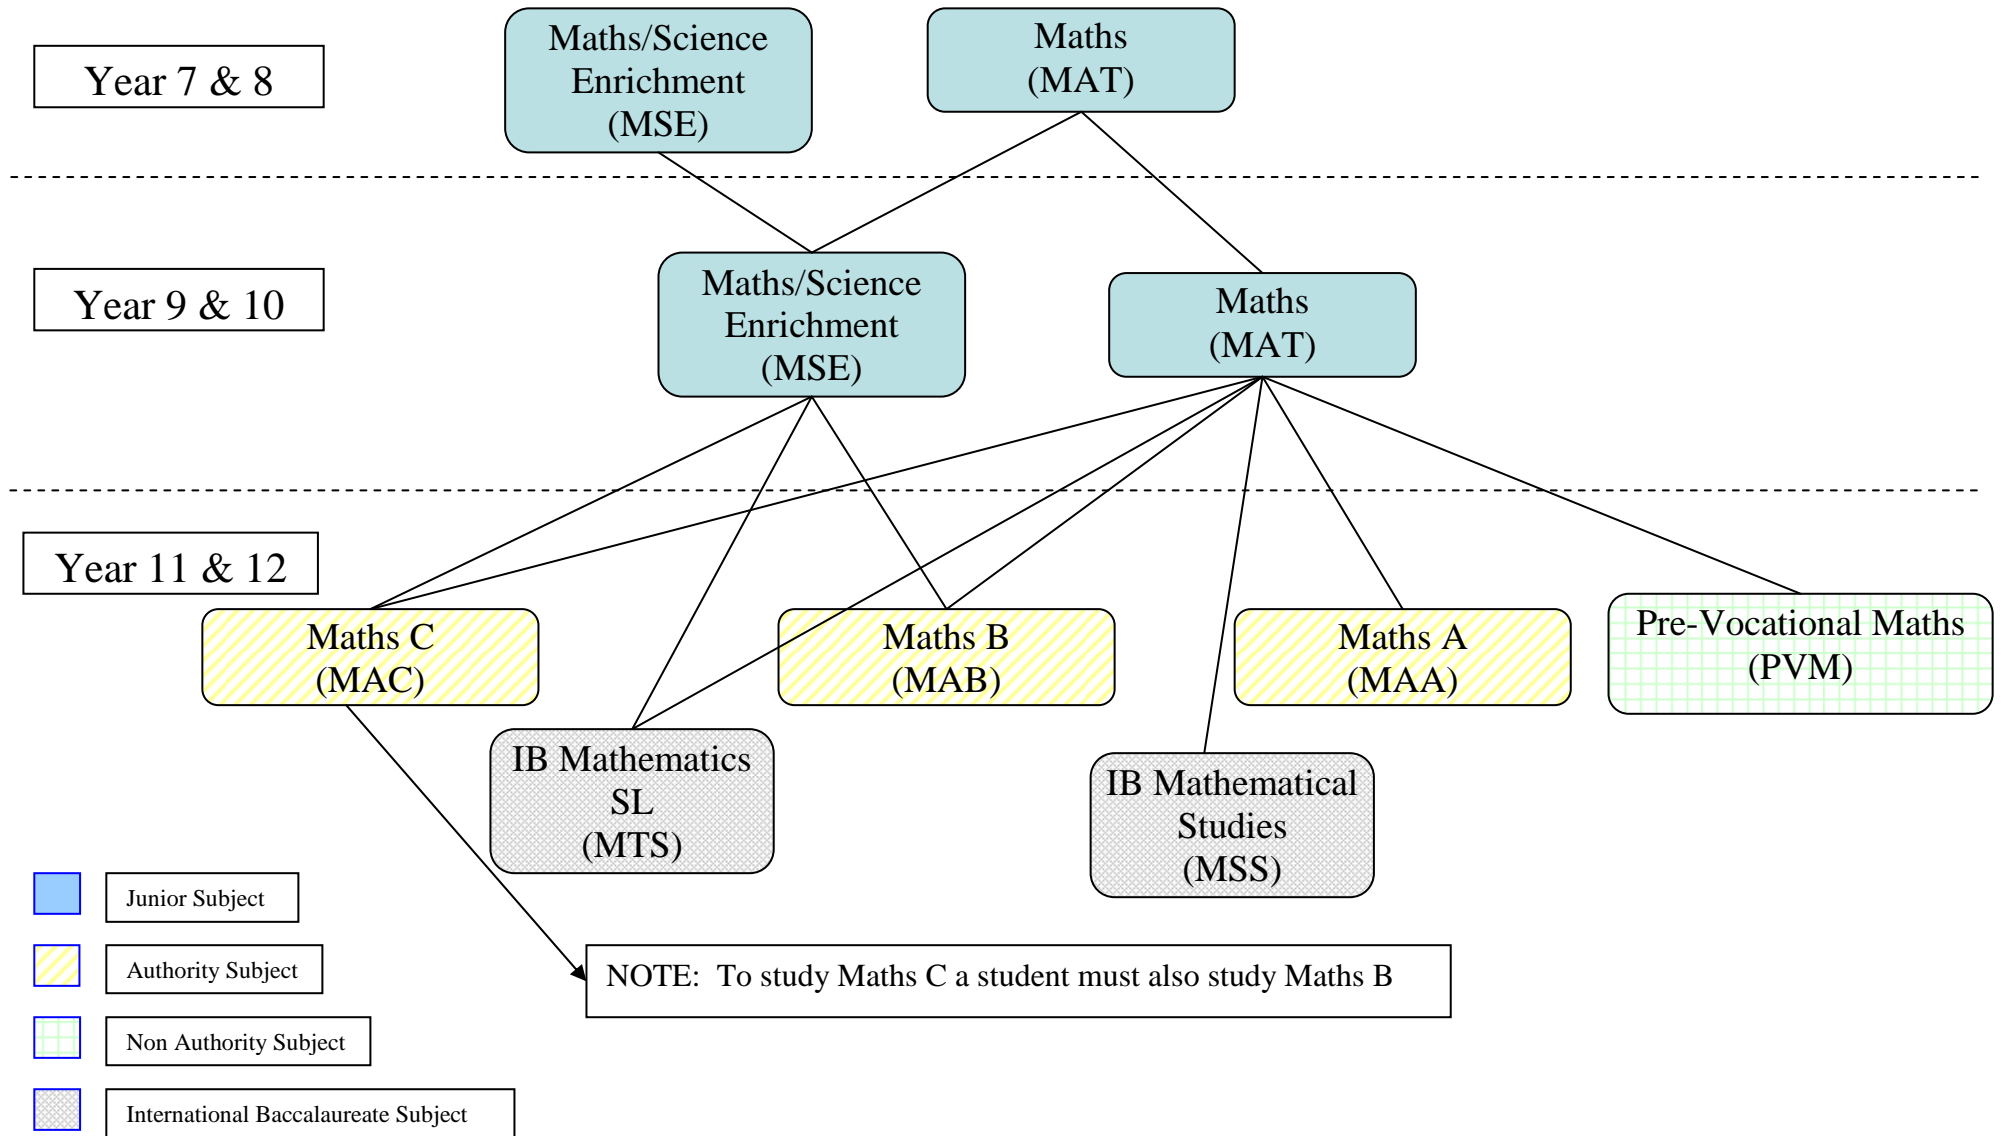 Year 7 & 8
Maths/Science
Enrichment
(MSE)
Maths
(MAT)
Year 9 & 10
Maths/Science
Enrichment
(MSE)
Maths
(MAT)
Year 11 & 12
Maths C
(MAC)
Maths B
(MAB)
Maths A
(MAA)
Pre-Vocational Maths
(PVM)
IB Mathematics
SL
(MTS)
IB Mathematical
Studies
(MSS)
Junior Subject
Authority Subject
NOTE:  To study Maths C a student must also study Maths B
Non Authority Subject
International Baccalaureate Subject